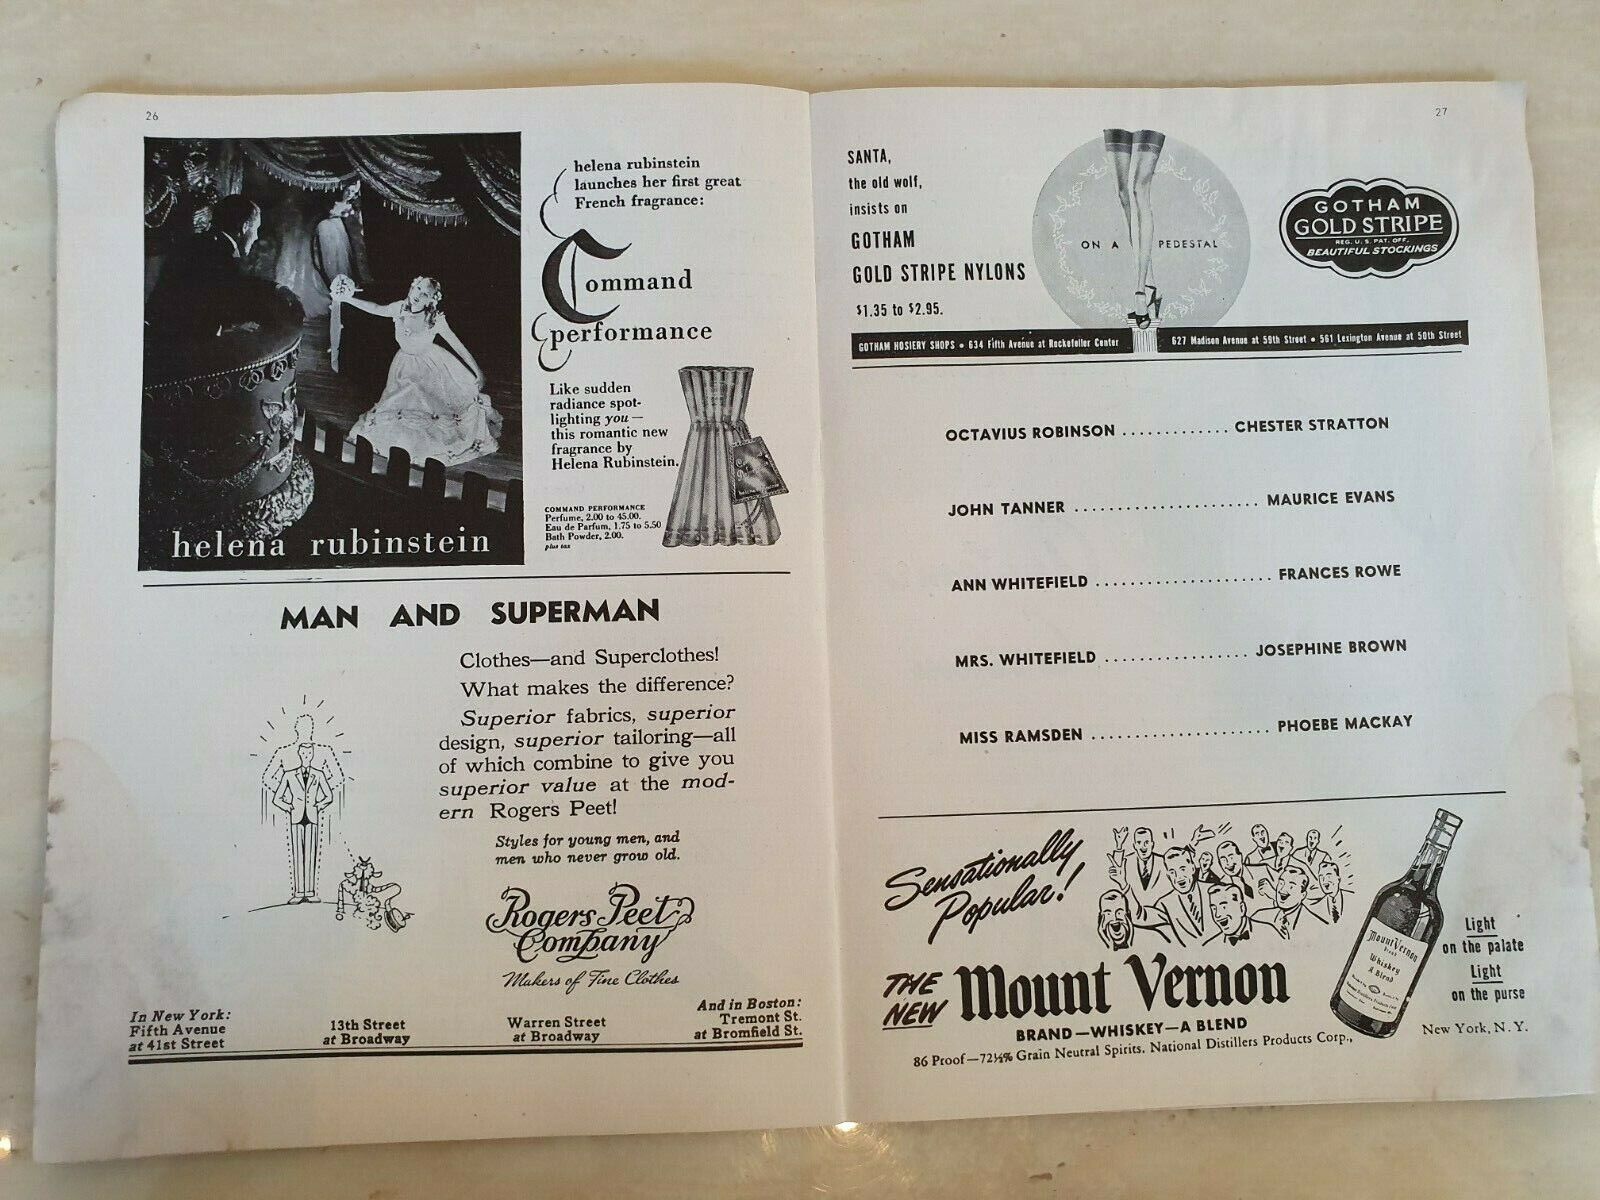 26
helena rubinstein
launches her first great
French fragrance:
Command
performance
Like sudden
radiance spot-
lighting you —
this romantic new
fragrance by
Helena Rubinstein.
COMMAND PERFORMANCE
Perfume, 2.00 to 45.00.
Eau de Parfum, 1.75 to 5.50
Bath Powder, 2.00.
plus tax
helena rubinstein
MAN AND SUPERMAN
Clothes—and Superclothes!
What makes the difference?
Superior fabrics, superior
design, superior tailoring—all
of which combine to give you
superior value at the mod-
ern Rogers Peet!
Styles for young men, and
men who never grow old.
Rogers Peet
Company
Makers of Fine Clothes
In New York:
Fifth Avenue
at 41st Street
13th Street
at Broadway
Warren Street
at Broadway
And in Boston:
Tremont St.
at Bromfield St.
27
SANTA,
the old wolf,
insists on
GOTHAM
GOLD STRIPE NYLONS
$1.35 to $2.95.
ON A PEDESTAL
GOTHAM
GOLD STRIPE
REG. U. S. PAT. OFF.
BEAUTIFUL STOCKINGS
GOTHAM HOSIERY SHOPS • 634 Fifth Avenue at Rockefeller Center 627 Madison Avenue at 59th Street • 561 Lexington Avenue at 50th Street
OCTAVIUS ROBINSON ............. CHESTER STRATTON
JOHN TANNER ...................... MAURICE EVANS
ANN WHITEFIELD ..................... FRANCES ROWE
MRS. WHITEFIELD .................. JOSEPHINE BROWN
MISS RAMSDEN ...................... PHOEBE MACKAY
Sensationally
Popular!
THE NEW Mount Vernon
BRAND—WHISKEY—A BLEND
86 Proof—72½% Grain Neutral Spirits. National Distillers Products Corp., New York, N. Y.
Mount Vernon
Brand
Whiskey
A Blend
Light
on the palate
Light
on the purse